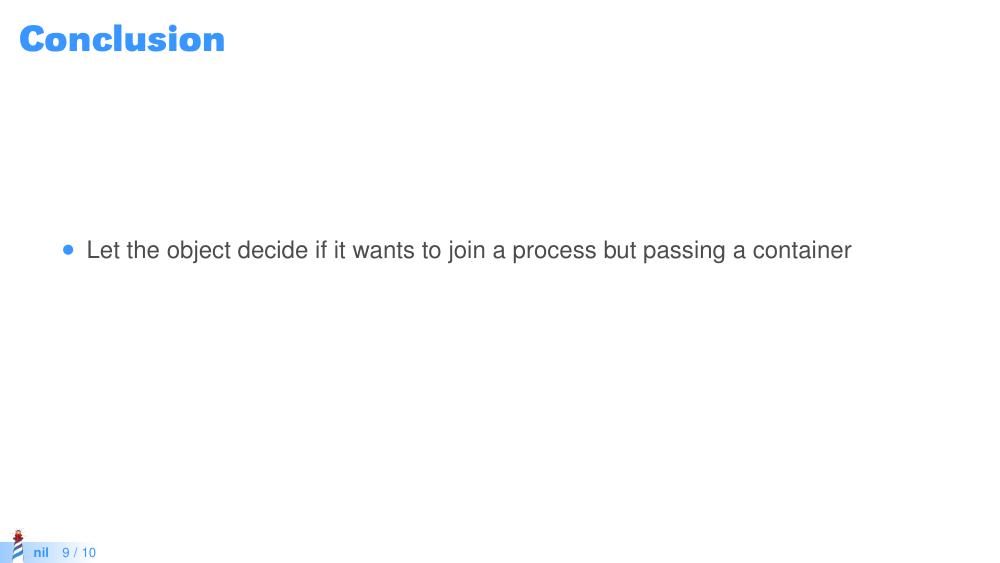 Conclusion
Let the object decide if it wants to join a process but passing a container
nil 9 / 10